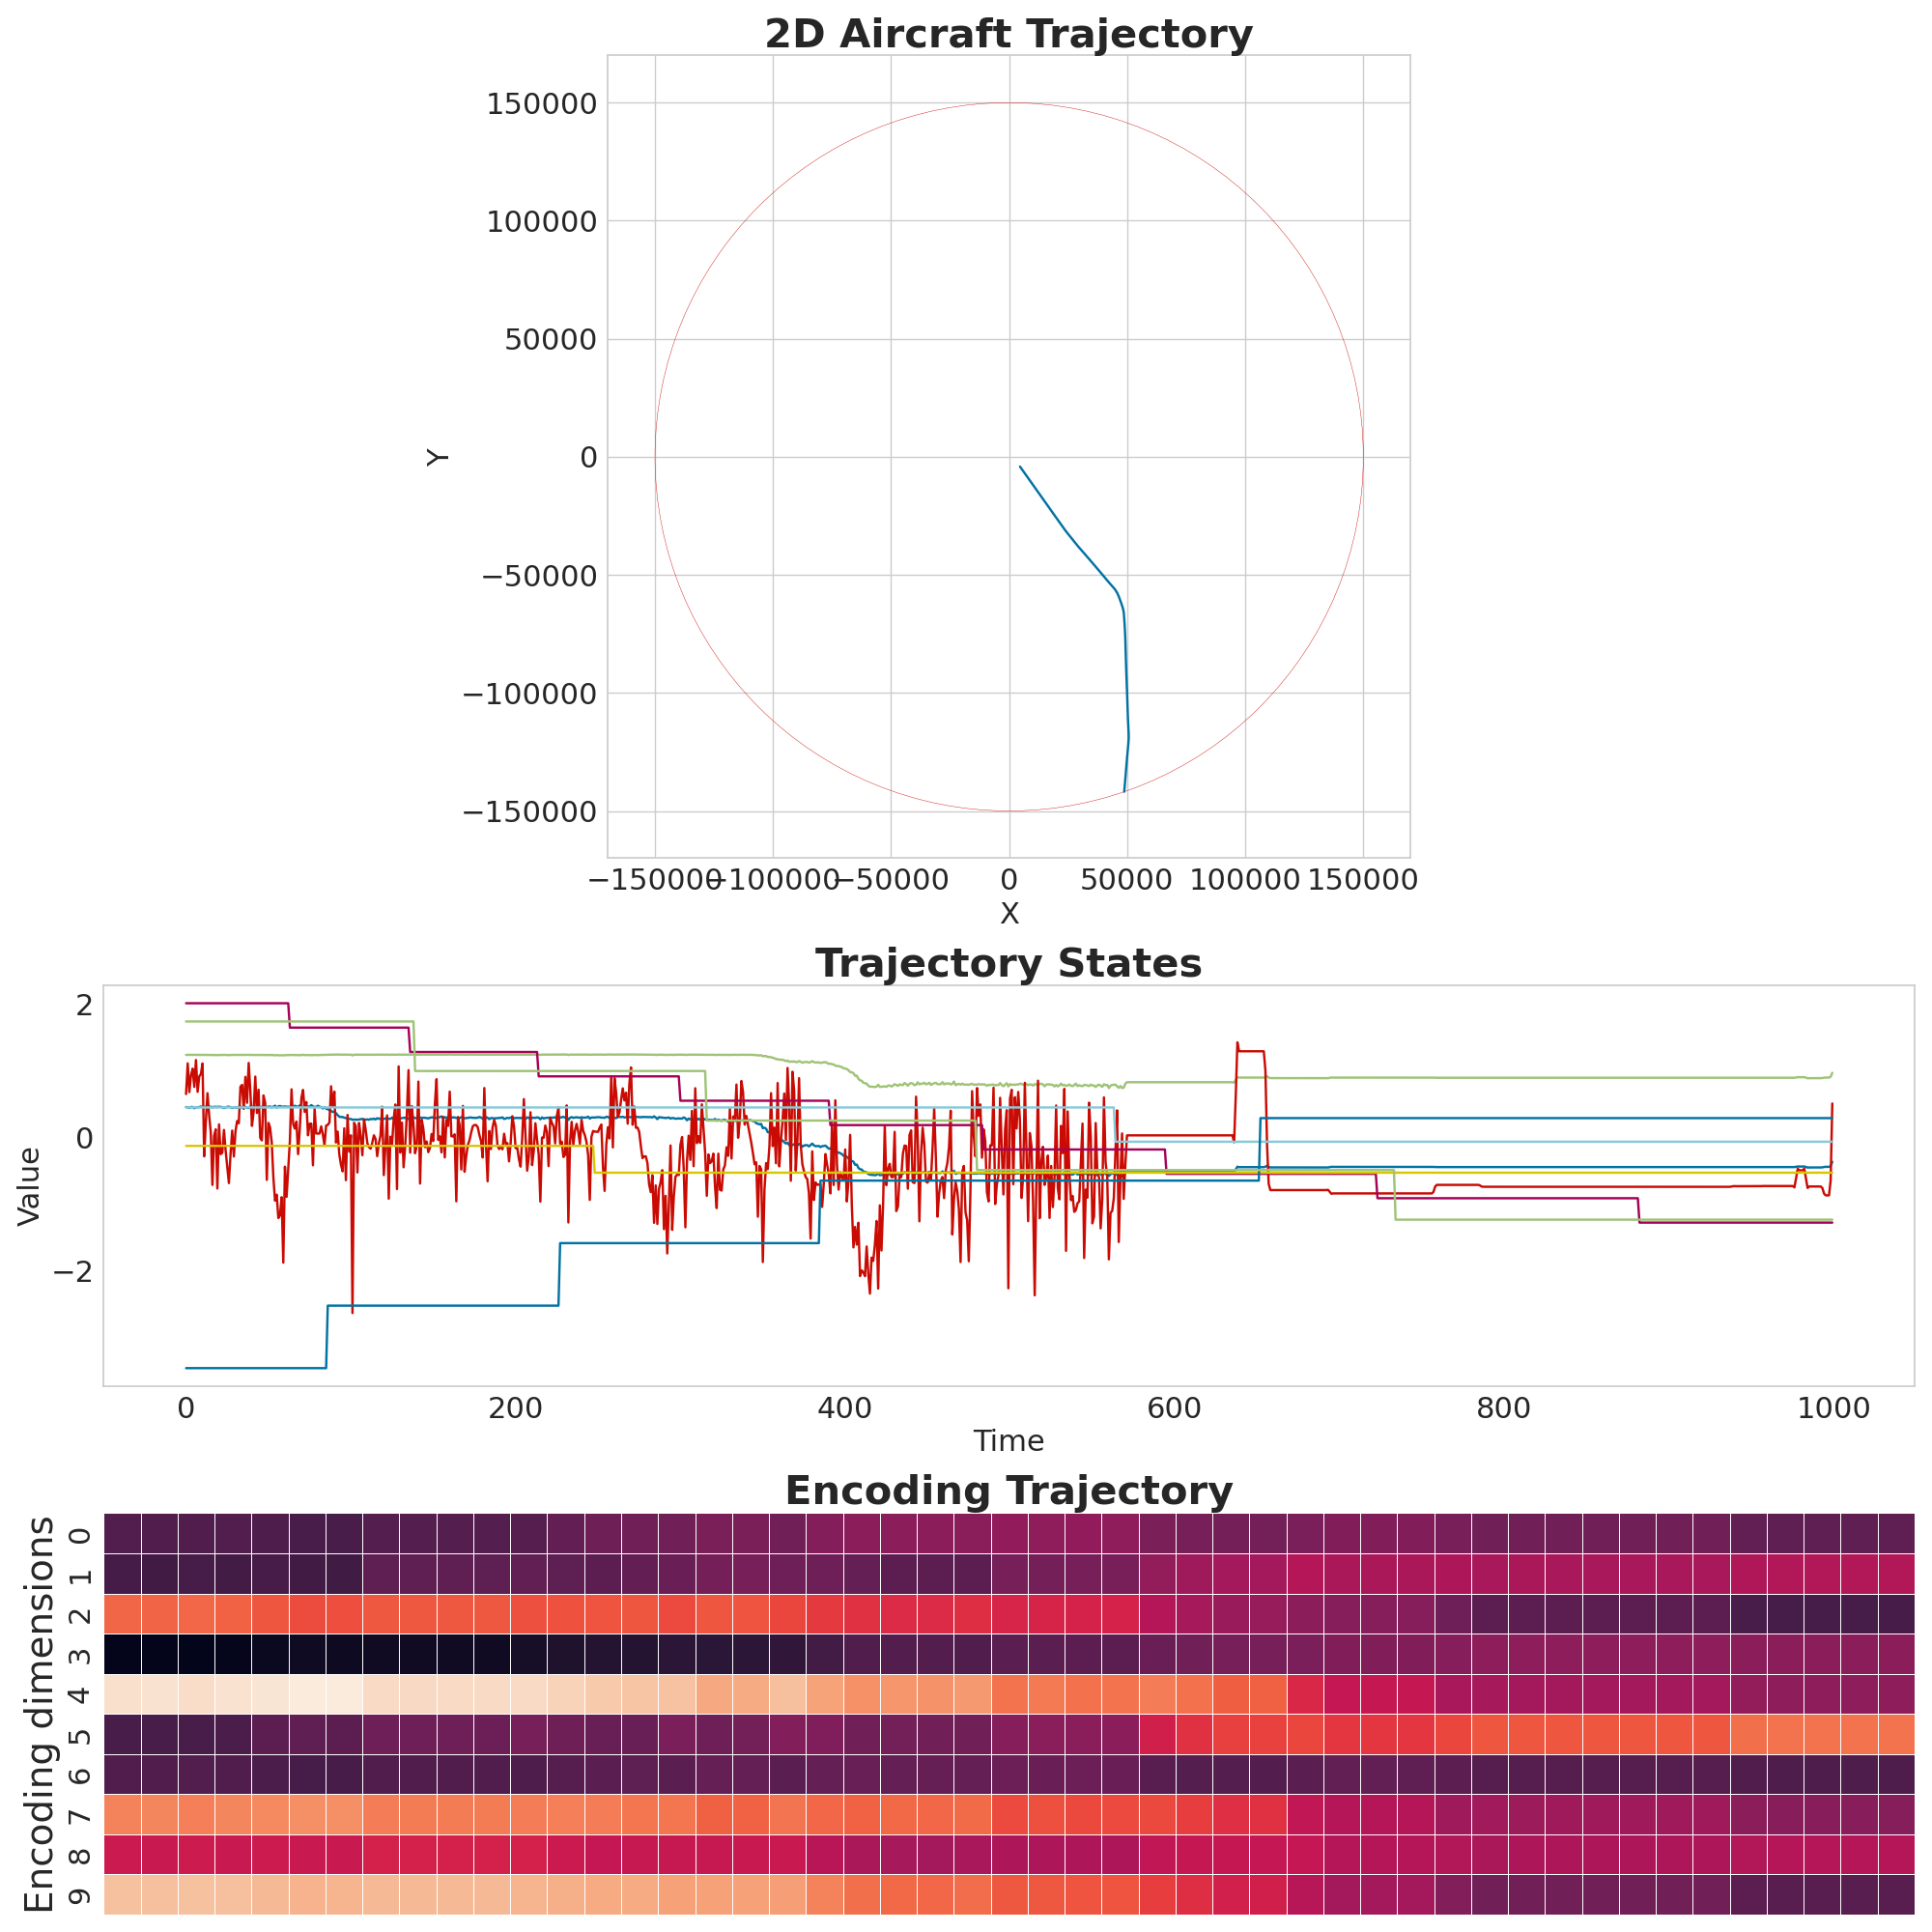 2D Aircraft Trajectory
150000
100000
50000
0
−50000
−100000
−150000
Y
−150000 −100000 −50000 0 50000 100000 150000
X
Trajectory States
2
0
−2
Value
0 200 400 600 800 1000
Time
Encoding Trajectory
Encoding dimensions
0
1
2
3
4
5
6
7
8
9